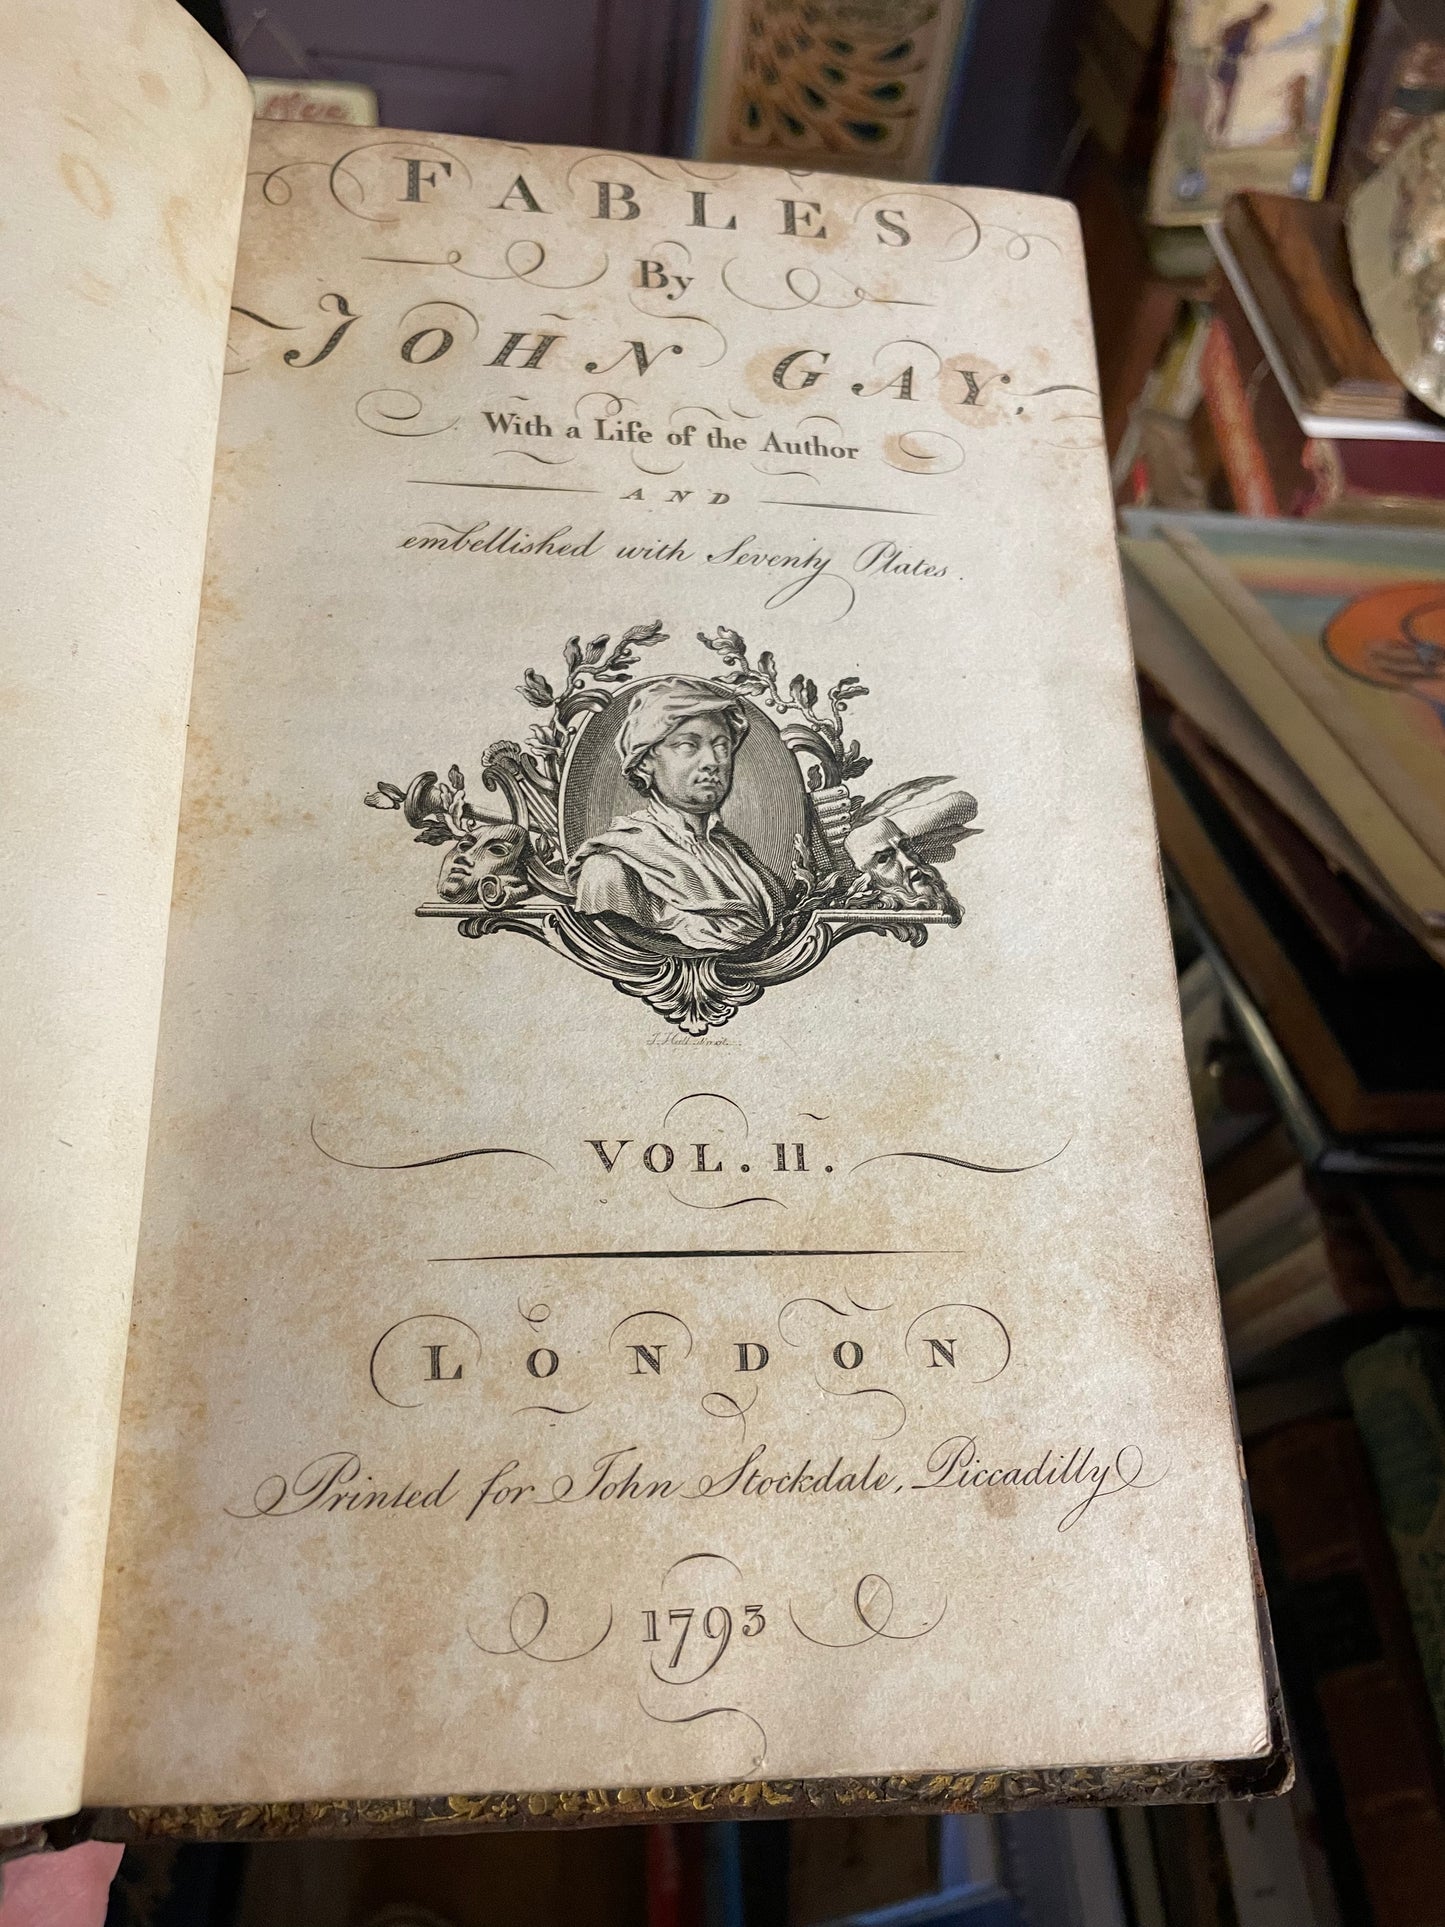 FABLES
By
JOHN GAY.
With a Life of the Author
AND
embellished with Seventy Plates.
VOL. II.
LONDON
Printed for John Stockdale, Piccadilly
1793